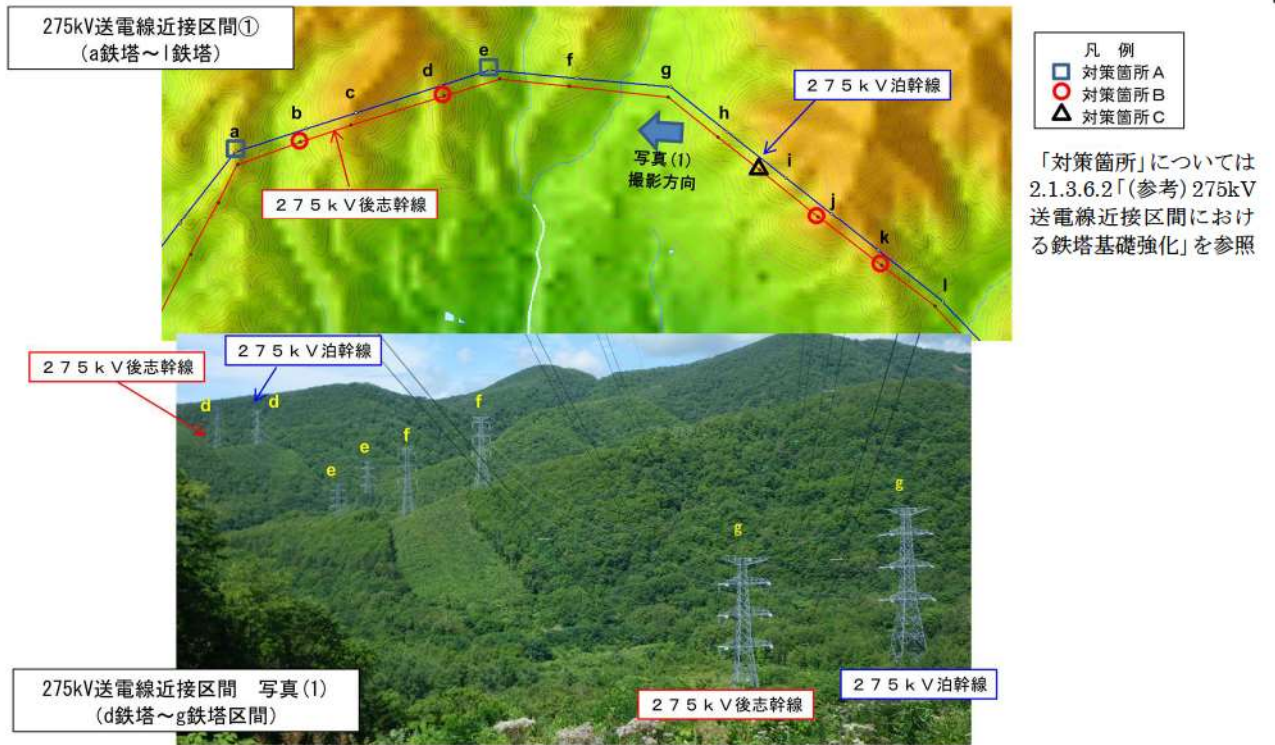 275kV送電線近接区間①
(a鉄塔～l鉄塔)
a
b
c
d
e
f
g
h
i
j
k
l
275kV泊幹線
写真(1)
撮影方向
275kV後志幹線
凡 例
対策箇所A
対策箇所B
対策箇所C
「対策箇所」については
2.1.3.6.2「(参考)275kV
送電線近接区間におけ
る鉄塔基礎強化」を参照
275kV後志幹線
275kV泊幹線
d
d
e
e
f
f
g
g
275kV送電線近接区間 写真(1)
(d鉄塔～g鉄塔区間)
275kV後志幹線
275kV泊幹線